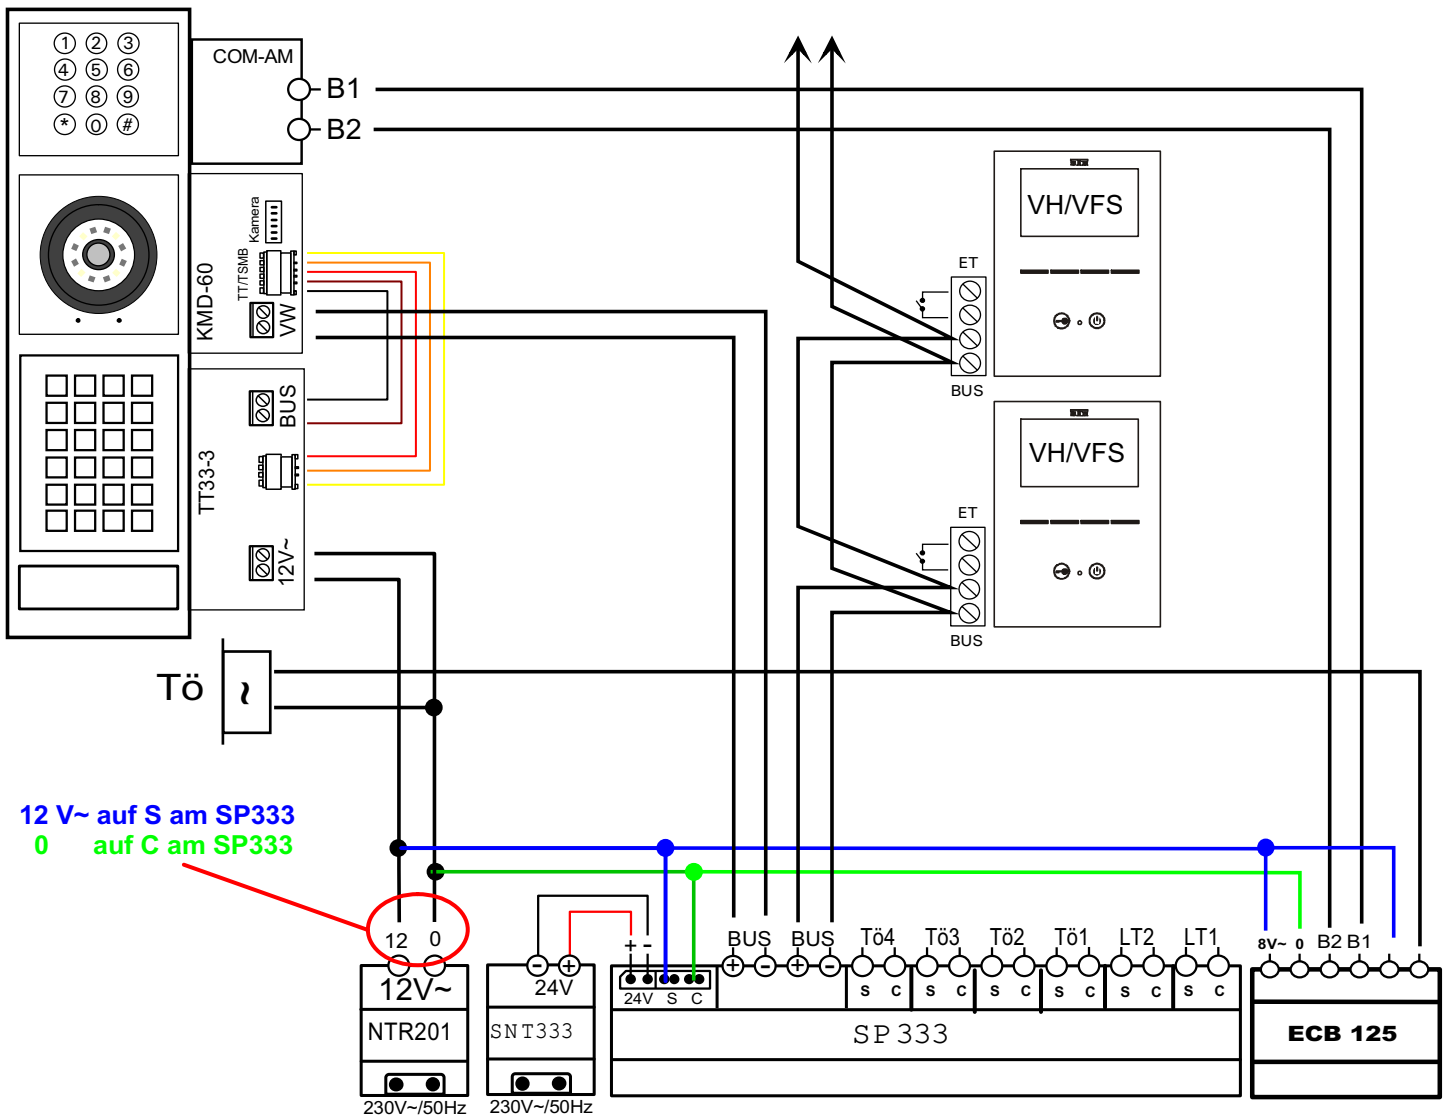 1 2 3
4 5 6
7 8 9
* 0 #
COM-AM
B1
B2
Kamera
TT/TSMB
KMD-60
VW
BUS
TT33-3
12V~
VH/VFS
ET
BUS
VH/VFS
ET
BUS
Tö
~
12 V~ auf S am SP333
0 auf C am SP333
12 0
12V~
NTR201
230V~/50Hz
- +
24V
SNT333
230V~/50Hz
+ -
24V S C
BUS BUS Tö4 Tö3 Tö2 Tö1 LT2 LT1
+ - + -
S C S C S C S C S C S C
SP333
8V~ 0 B2 B1
ECB 125